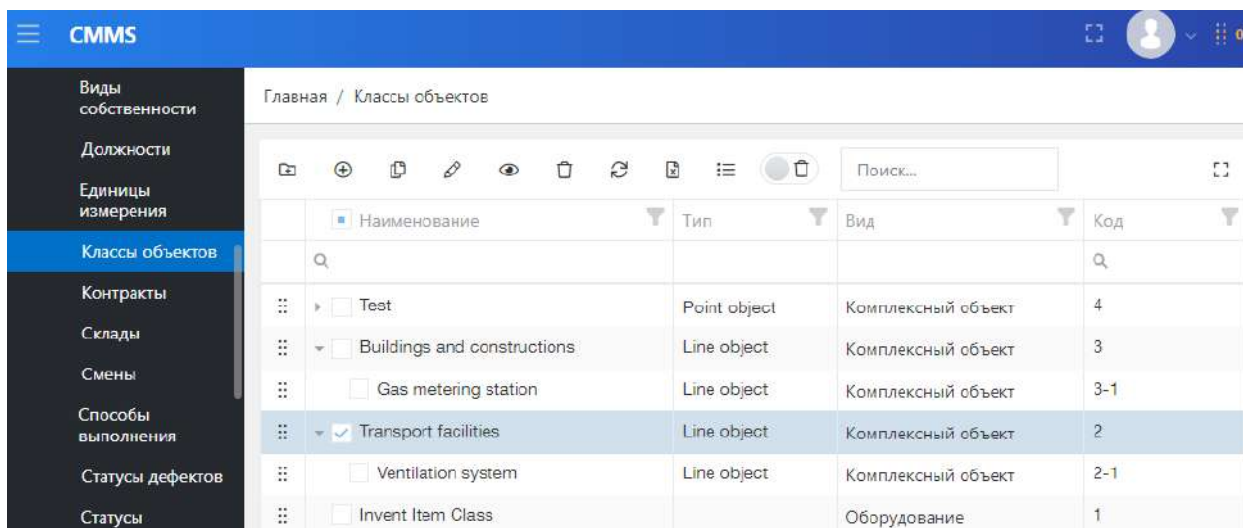 CMMS
0
Виды
собственности
Должности
Единицы
измерения
Классы объектов
Контракты
Склады
Смены
Способы
выполнения
Статусы дефектов
Статусы
Главная / Классы объектов
Поиск...
Наименование Тип Вид Код
Test Point object Комплексный объект 4
Buildings and constructions Line object Комплексный объект 3
Gas metering station Line object Комплексный объект 3-1
Transport facilities Line object Комплексный объект 2
Ventilation system Line object Комплексный объект 2-1
Invent Item Class Оборудование 1